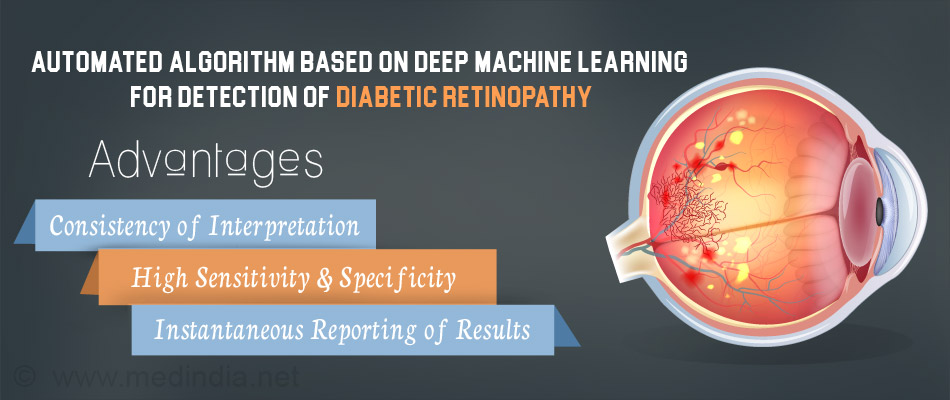 AUTOMATED ALGORITHM BASED ON DEEP MACHINE LEARNING
FOR DETECTION OF DIABETIC RETINOPATHY
Advantages
Consistency of Interpretation
High Sensitivity & Specificity
Instantaneous Reporting of Results
© www.medindia.net